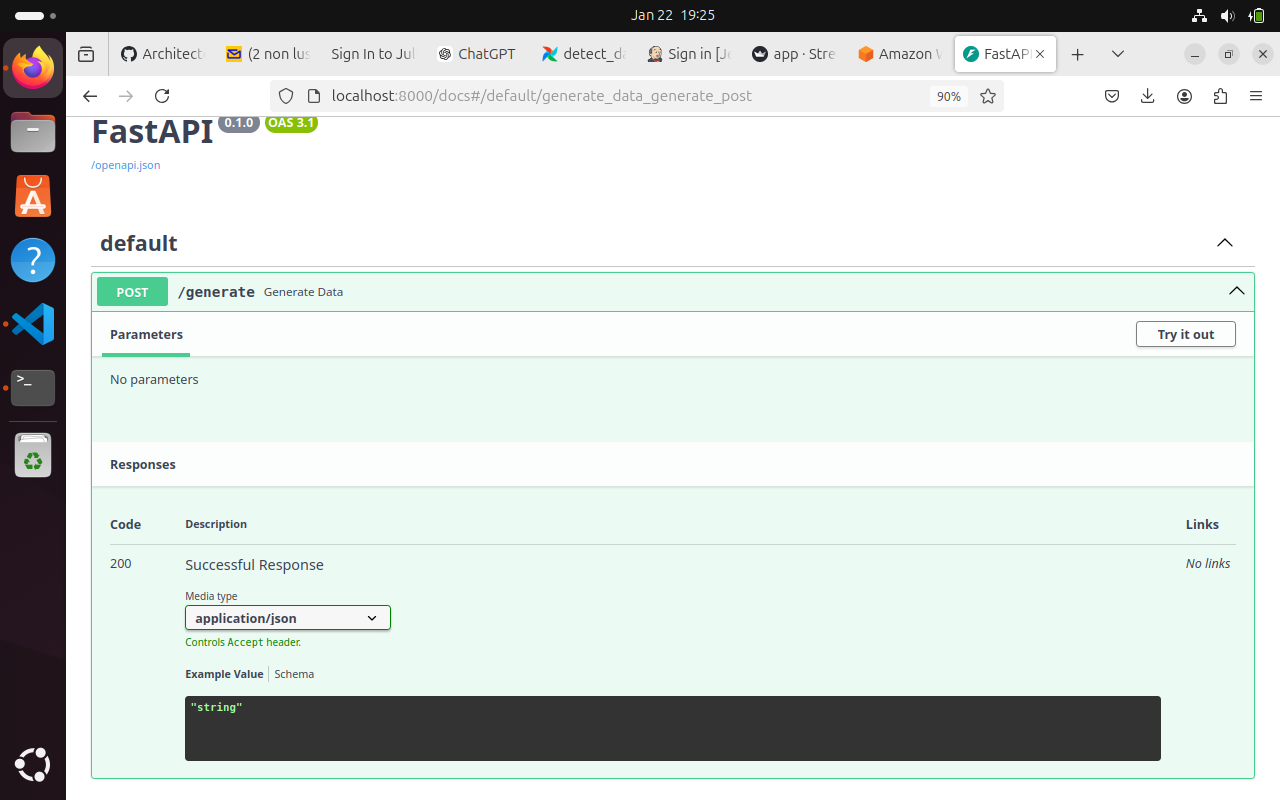 Jan 22 19:25
Architect
(2 non lus
Sign In to Jul
ChatGPT
detect_da
Sign in [Je
app · Stre
Amazon W
FastAPI
localhost:8000/docs#/default/generate_data_generate_post
90%
FastAPI 0.1.0 OAS 3.1
/openapi.json
default
POST /generate Generate Data
Parameters
Try it out
No parameters
Responses
Code Description Links
200 Successful Response No links
Media type
application/json
Controls Accept header.
Example Value Schema
"string"